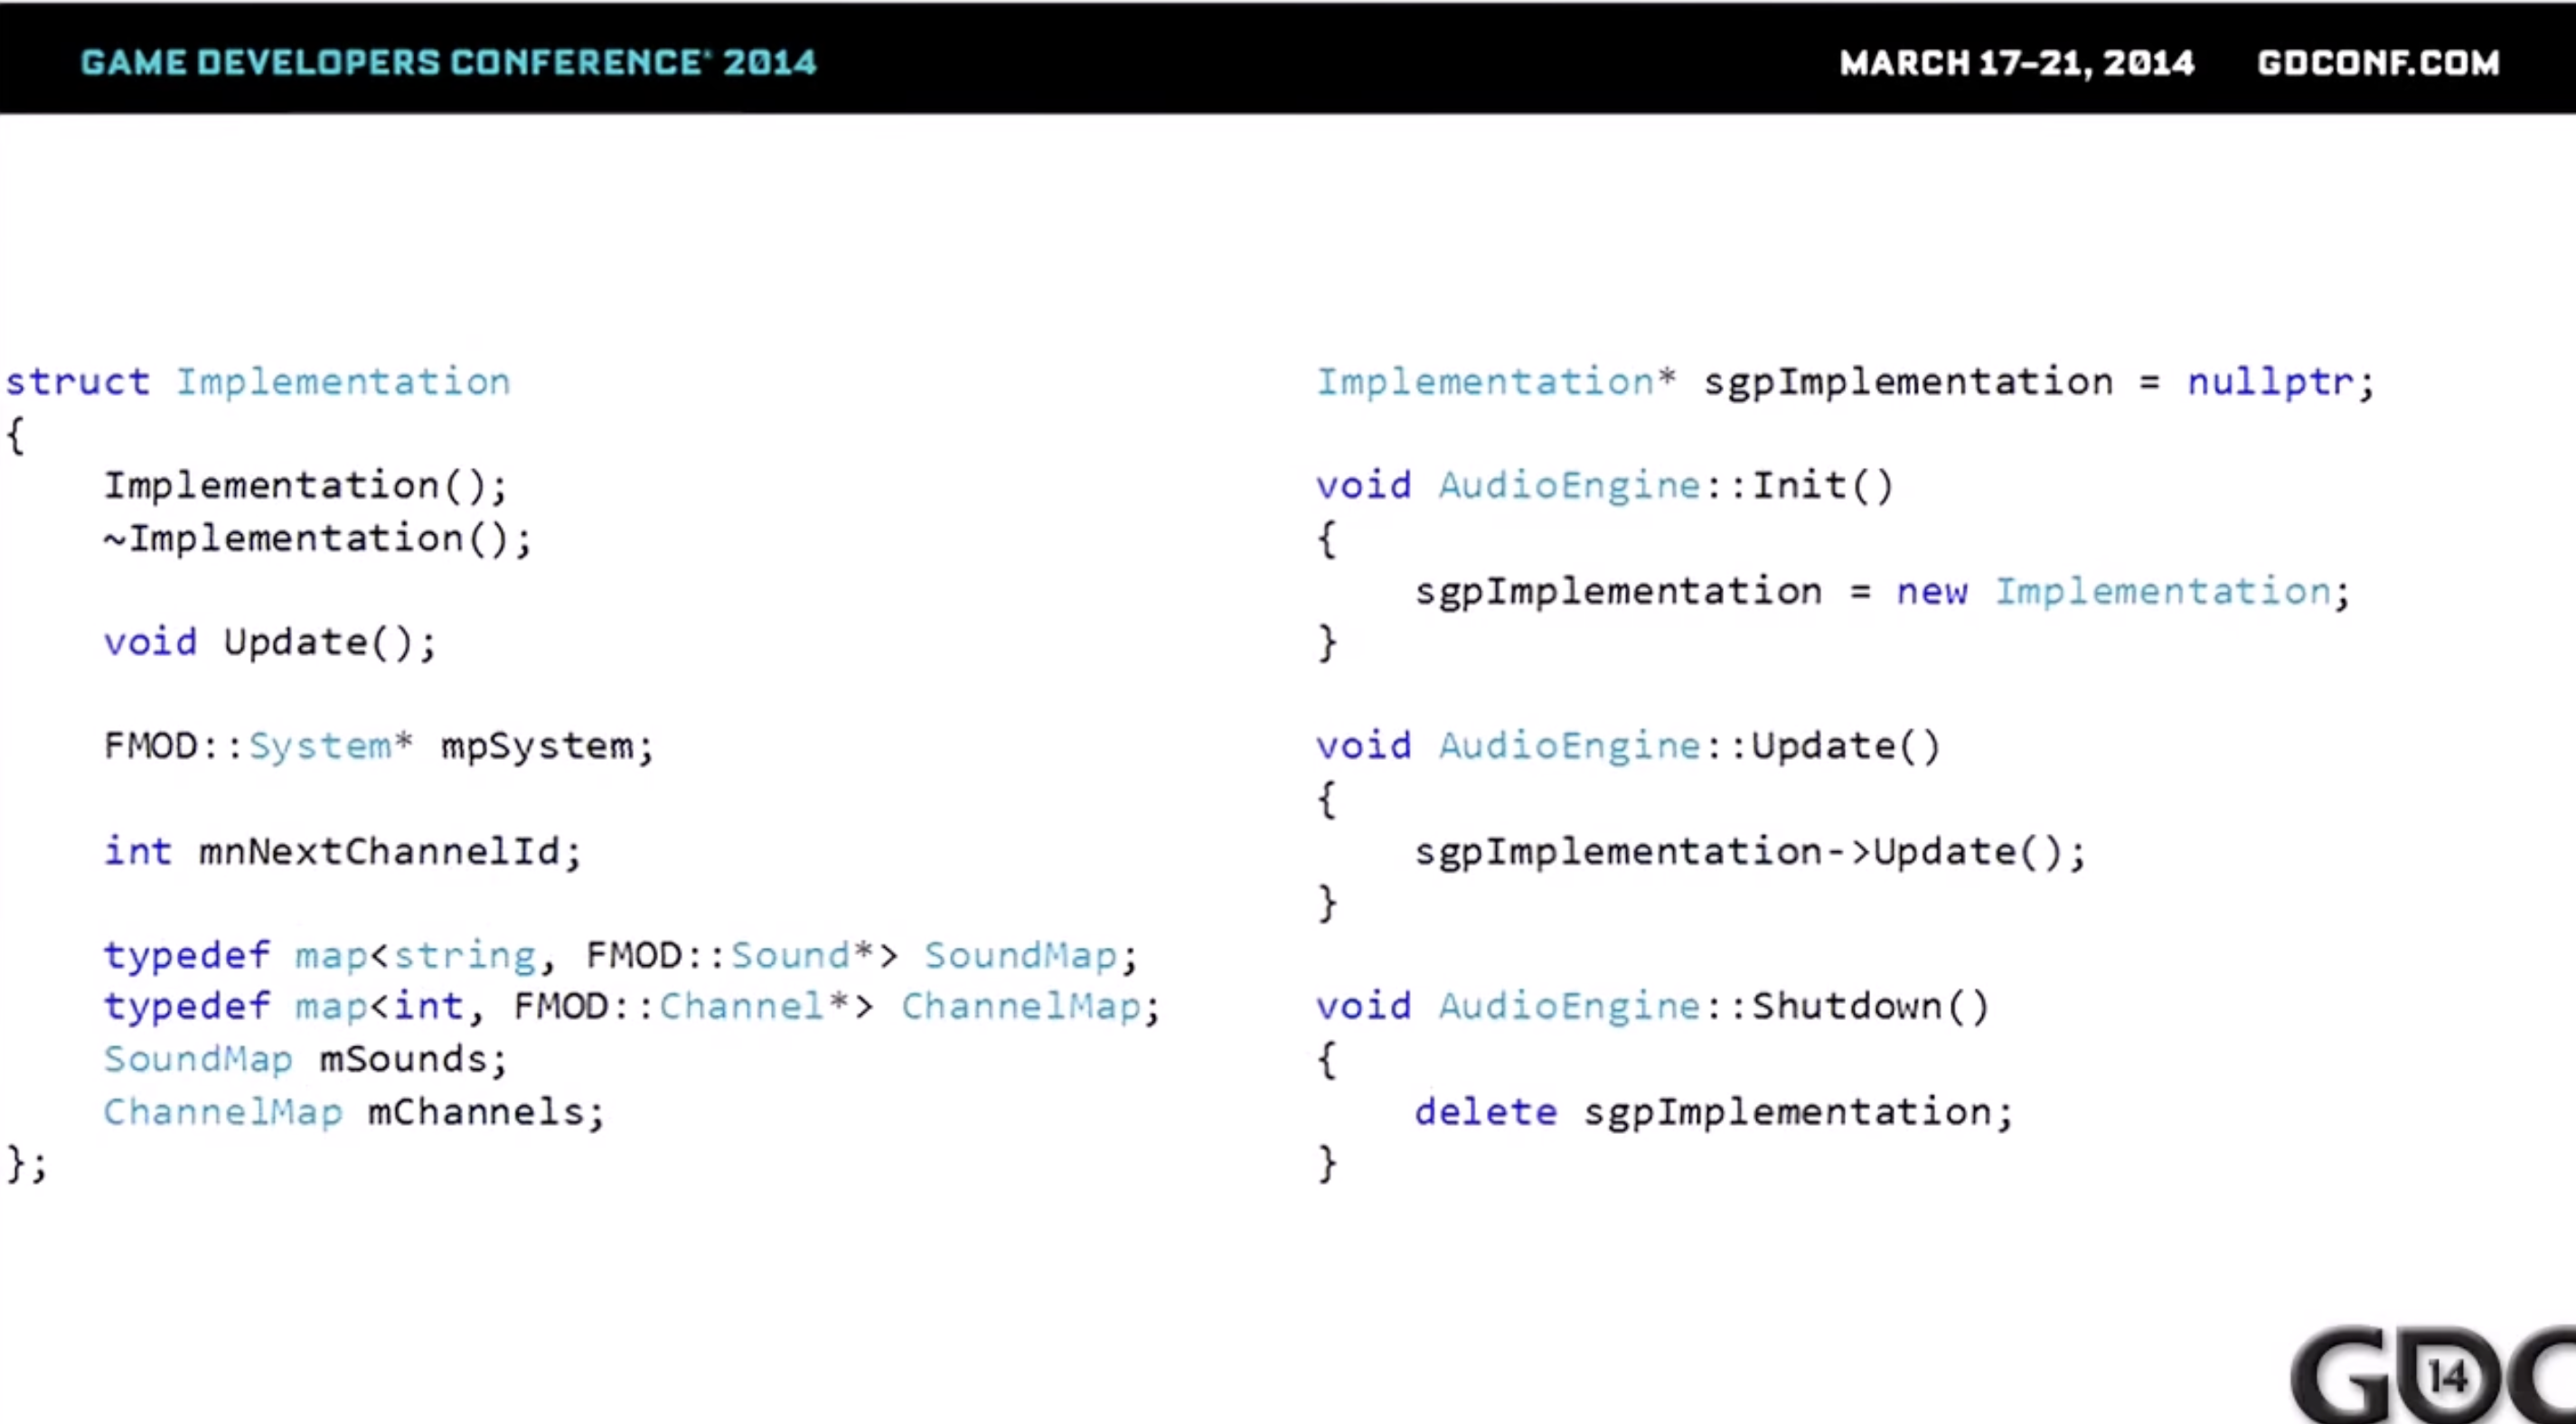 GAME DEVELOPERS CONFERENCE® 2014
MARCH 17–21, 2014 GDCONF.COM
struct Implementation
{
    Implementation();
    ~Implementation();

    void Update();

    FMOD::System* mpSystem;

    int mnNextChannelId;

    typedef map<string, FMOD::Sound*> SoundMap;
    typedef map<int, FMOD::Channel*> ChannelMap;
    SoundMap mSounds;
    ChannelMap mChannels;
};
Implementation* sgpImplementation = nullptr;

void AudioEngine::Init()
{
    sgpImplementation = new Implementation;
}

void AudioEngine::Update()
{
    sgpImplementation->Update();
}

void AudioEngine::Shutdown()
{
    delete sgpImplementation;
}
GDC
14